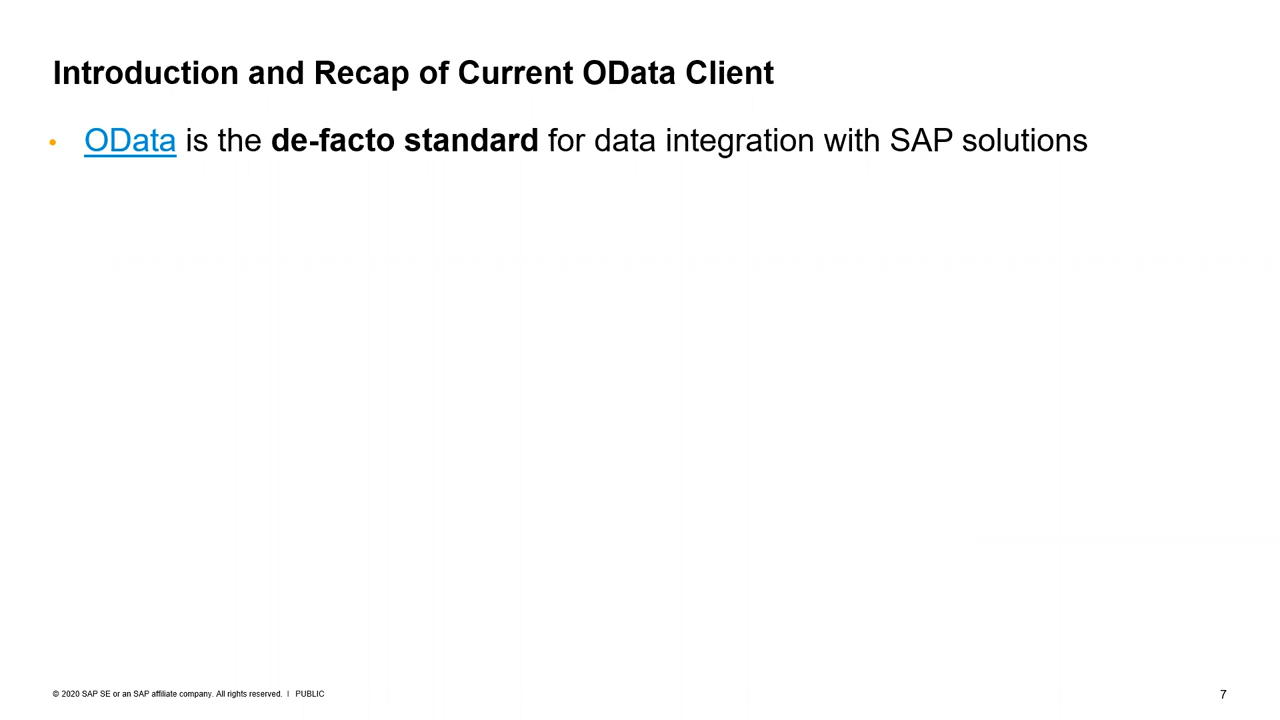 Introduction and Recap of Current OData Client
• OData is the de-facto standard for data integration with SAP solutions
© 2020 SAP SE or an SAP affiliate company. All rights reserved. I PUBLIC
7